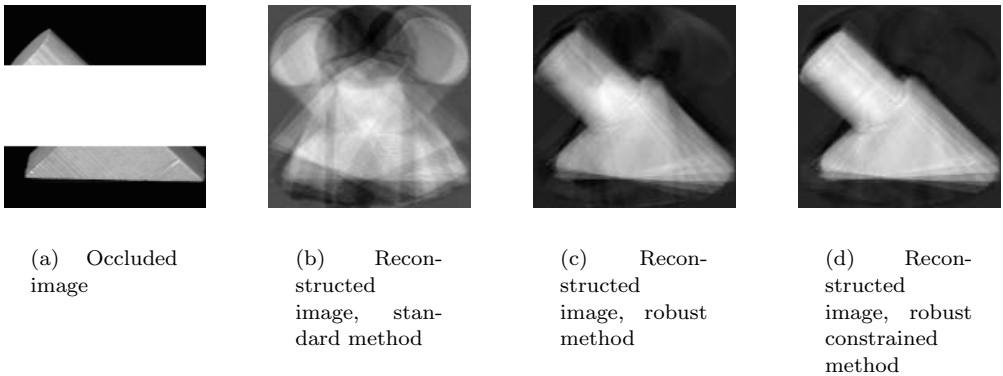 (a) Occluded
image
(b) Recon-
structed
image, stan-
dard method
(c) Recon-
structed
image, robust
method
(d) Recon-
structed
image, robust
constrained
method